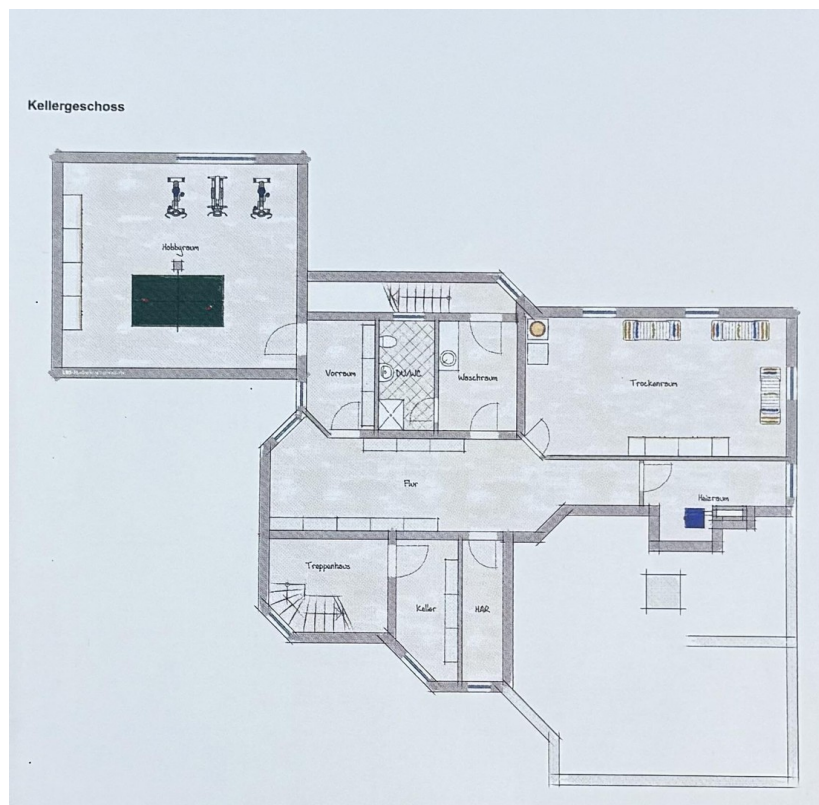 Kellergeschoss
Hobbyraum
Vorraum
DU/WC
Waschraum
Trockenraum
Flur
Heizraum
Treppenhaus
Keller
HAR